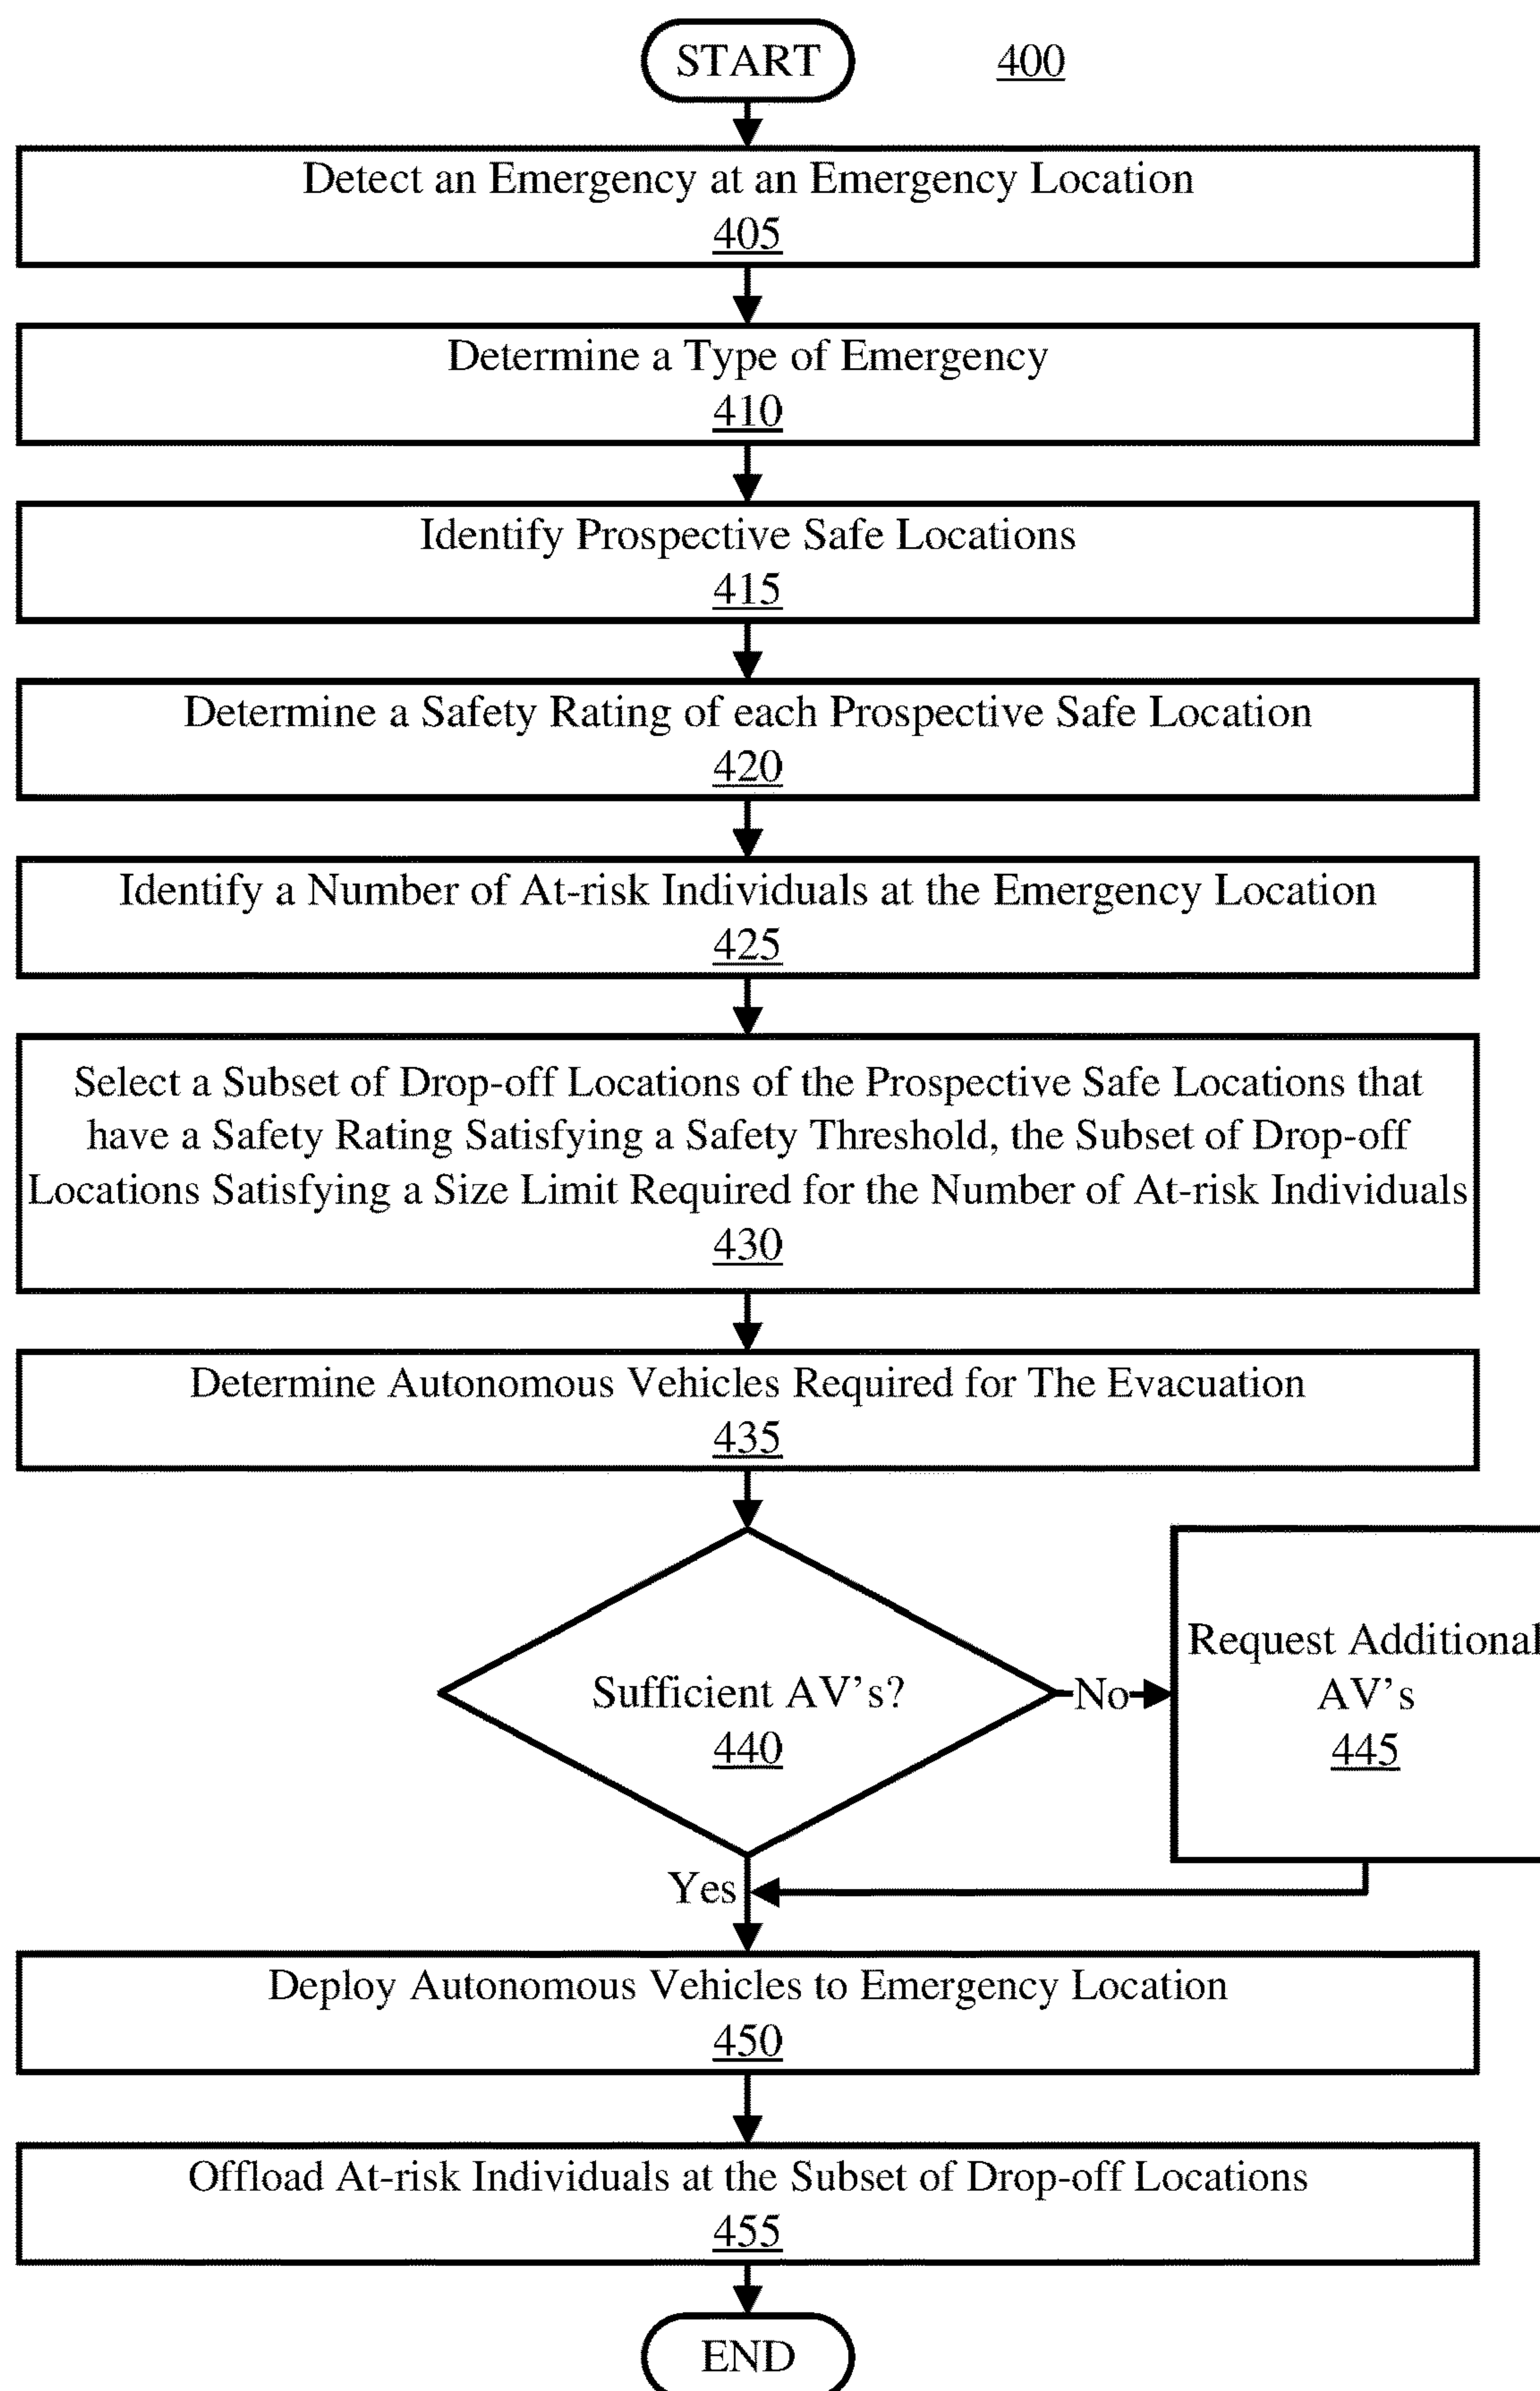 START
400
Detect an Emergency at an Emergency Location
405
Determine a Type of Emergency
410
Identify Prospective Safe Locations
415
Determine a Safety Rating of each Prospective Safe Location
420
Identify a Number of At-risk Individuals at the Emergency Location
425
Select a Subset of Drop-off Locations of the Prospective Safe Locations that
have a Safety Rating Satisfying a Safety Threshold, the Subset of Drop-off
Locations Satisfying a Size Limit Required for the Number of At-risk Individuals
430
Determine Autonomous Vehicles Required for The Evacuation
435
Sufficient AV's?
440
No
Request Additional
AV's
445
Yes
Deploy Autonomous Vehicles to Emergency Location
450
Offload At-risk Individuals at the Subset of Drop-off Locations
455
END